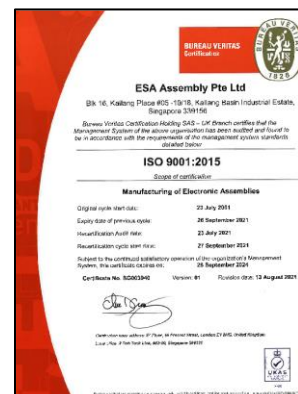 BUREAU VERITAS
Certification
BUREAU VERITAS
1828
ESA Assembly Pte Ltd
Blk 16, Kallang Place #05 -15/18, Kallang Basin Industrial Estate,
Singapore 339156
Bureau Veritas Certification Holding SAS – UK Branch certifies that the
Management System of the above organisation has been audited and found to
be in accordance with the requirements of the management system standards
detailed below
ISO 9001:2015
Scope of certification
Manufacturing of Electronic Assemblies
Original cycle start date:
Expiry date of previous cycle:
26 September 2021
Recertification Audit date:
23 July 2021
Recertification cycle start date:
27 September 2021
Subject to the continued satisfactory operation of the organization's Management
System, this certificate expires on:
26 September 2024
Certificate No.
Version: 01
Revision date: 13 August 2021
UKAS